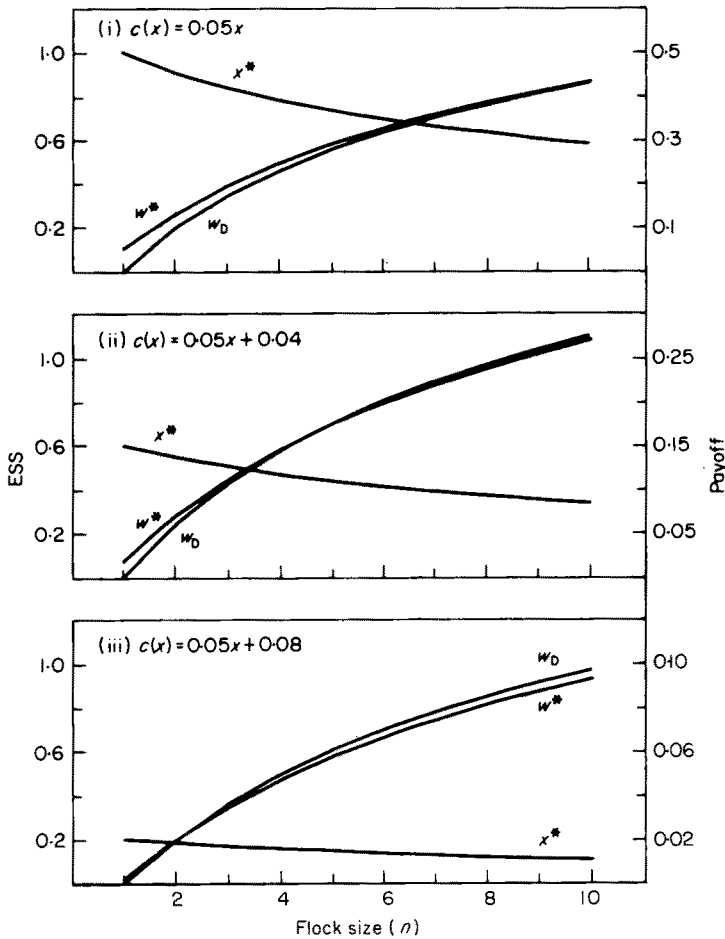 (i) c(x) = 0·05x
1·0
0·6
0·2
x*
w*
w_D
0·5
0·3
0·1
(ii) c(x) = 0·05x + 0·04
1·0
0·6
0·2
x*
w*
w_D
0·25
0·15
0·05
ESS
Payoff
(iii) c(x) = 0·05x + 0·08
1·0
0·6
0·2
w_D
w*
x*
0·10
0·06
0·02
2 4 6 8 10
Flock size (n)